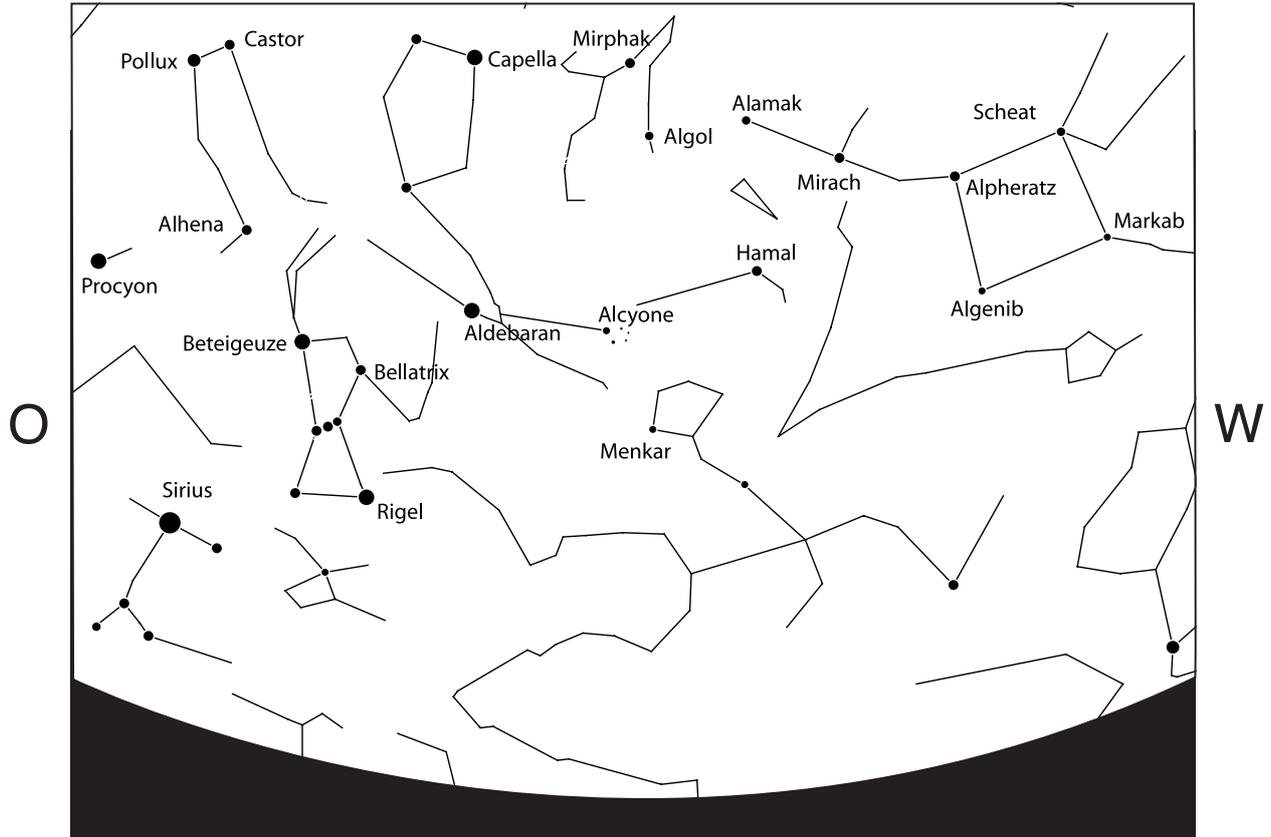 Mirphak
Castor
Pollux
Capella
Alamak
Scheat
Algol
Mirach
Alpheratz
Alhena
Markab
Hamal
Procyon
Algenib
Alcyone
Aldebaran
Beteigeuze
Bellatrix
O
W
Menkar
Sirius
Rigel